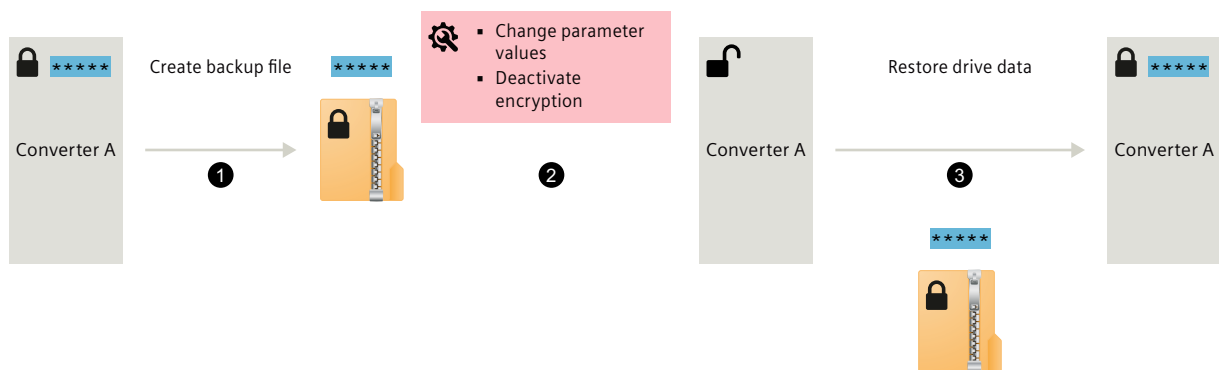 *****
Create backup file
*****
▪ Change parameter
values
▪ Deactivate
encryption
Restore drive data
*****
Converter A
Converter A
Converter A
1
2
3
*****